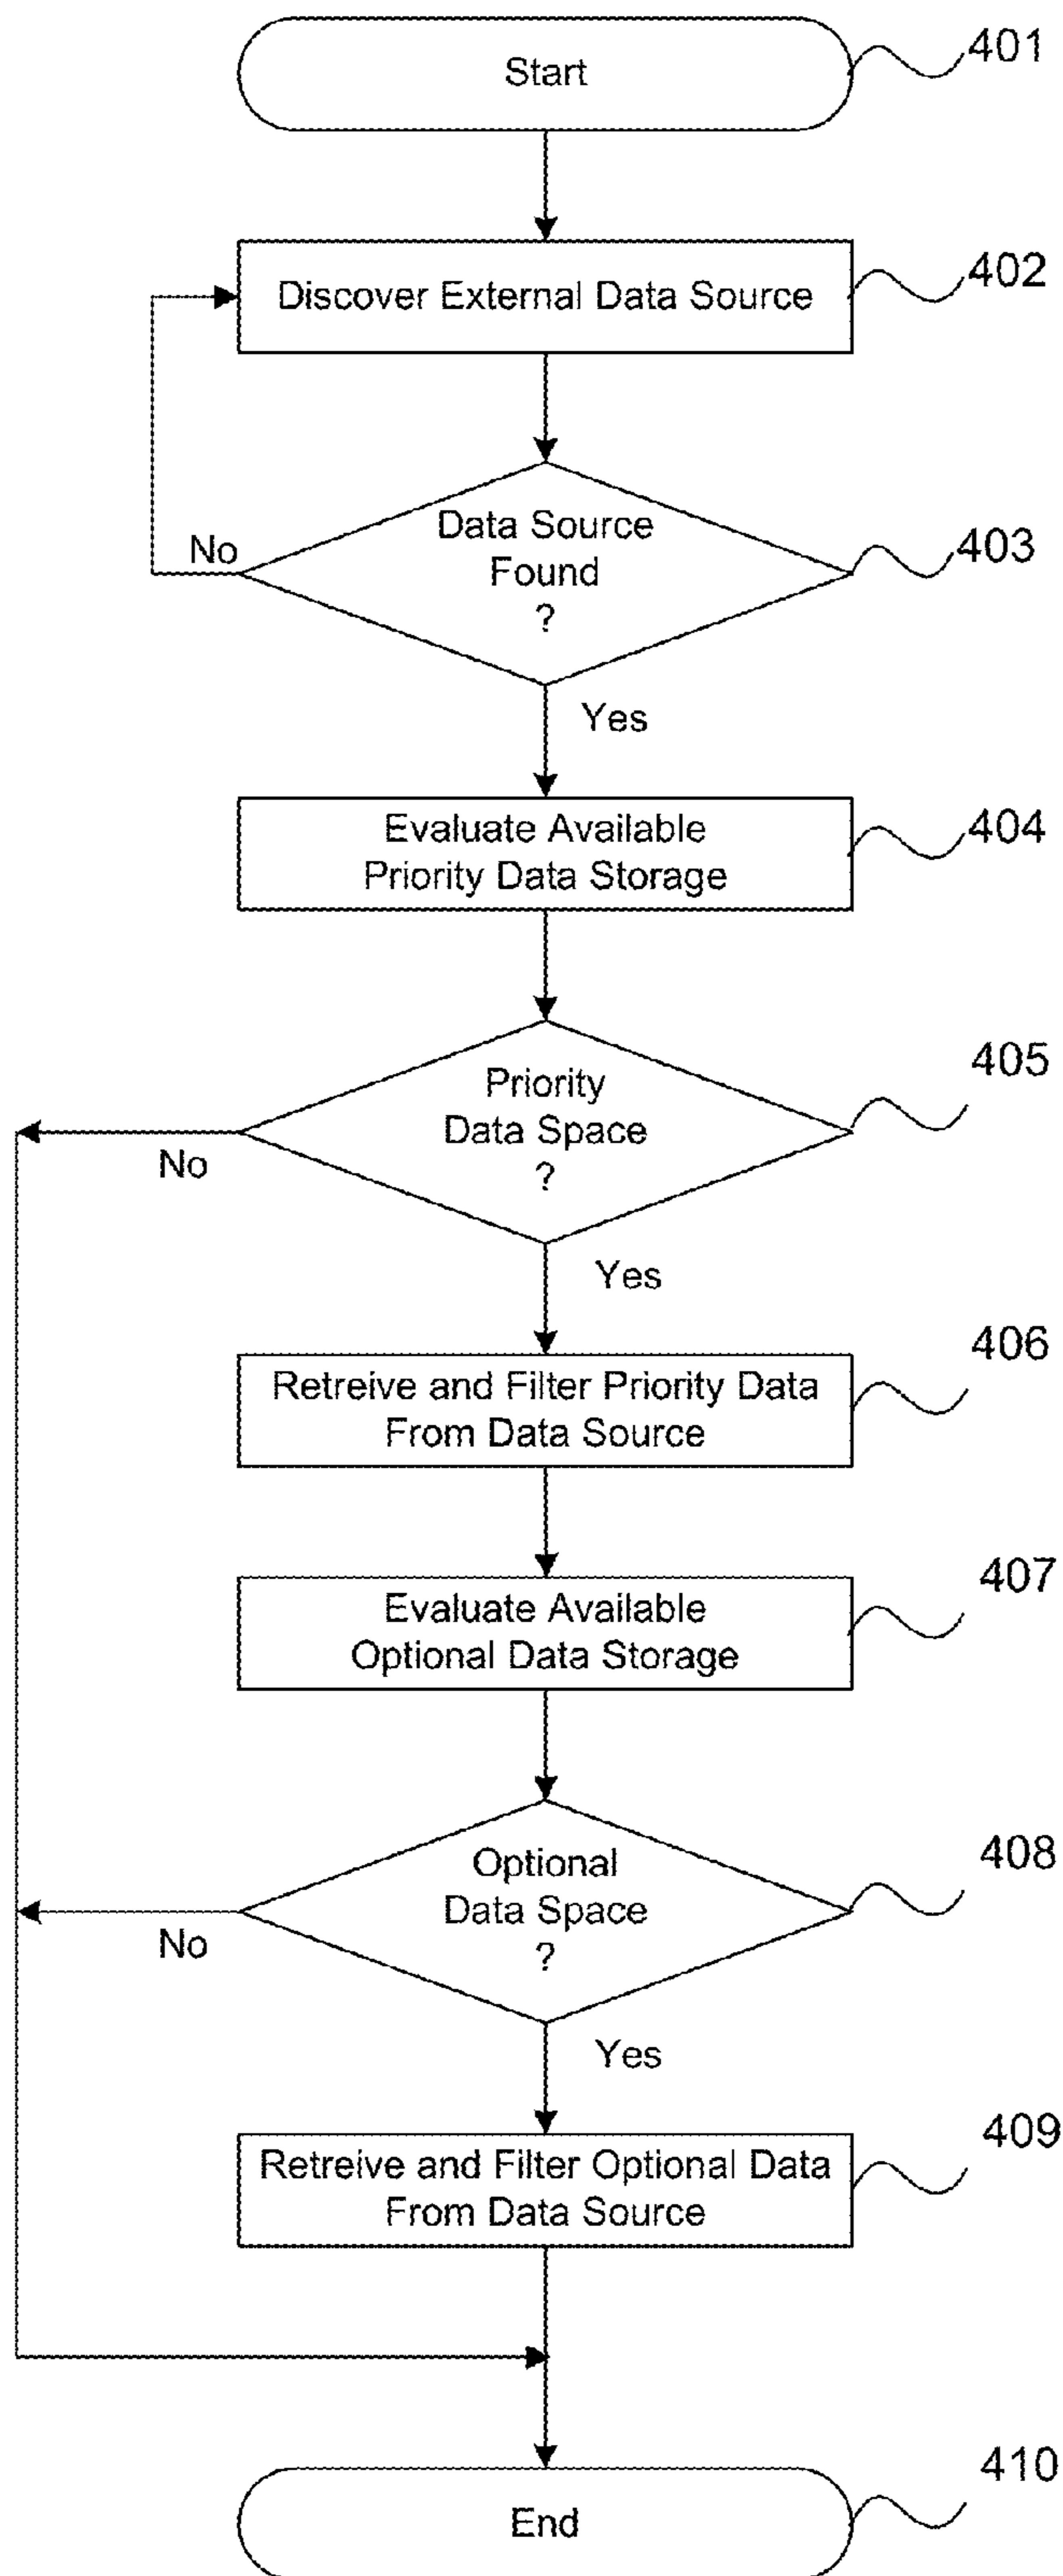 Start
401
Discover External Data Source
402
Data Source
Found
?
403
No
Yes
Evaluate Available
Priority Data Storage
404
Priority
Data Space
?
405
No
Yes
Retreive and Filter Priority Data
From Data Source
406
Evaluate Available
Optional Data Storage
407
Optional
Data Space
?
408
No
Yes
Retreive and Filter Optional Data
From Data Source
409
End
410